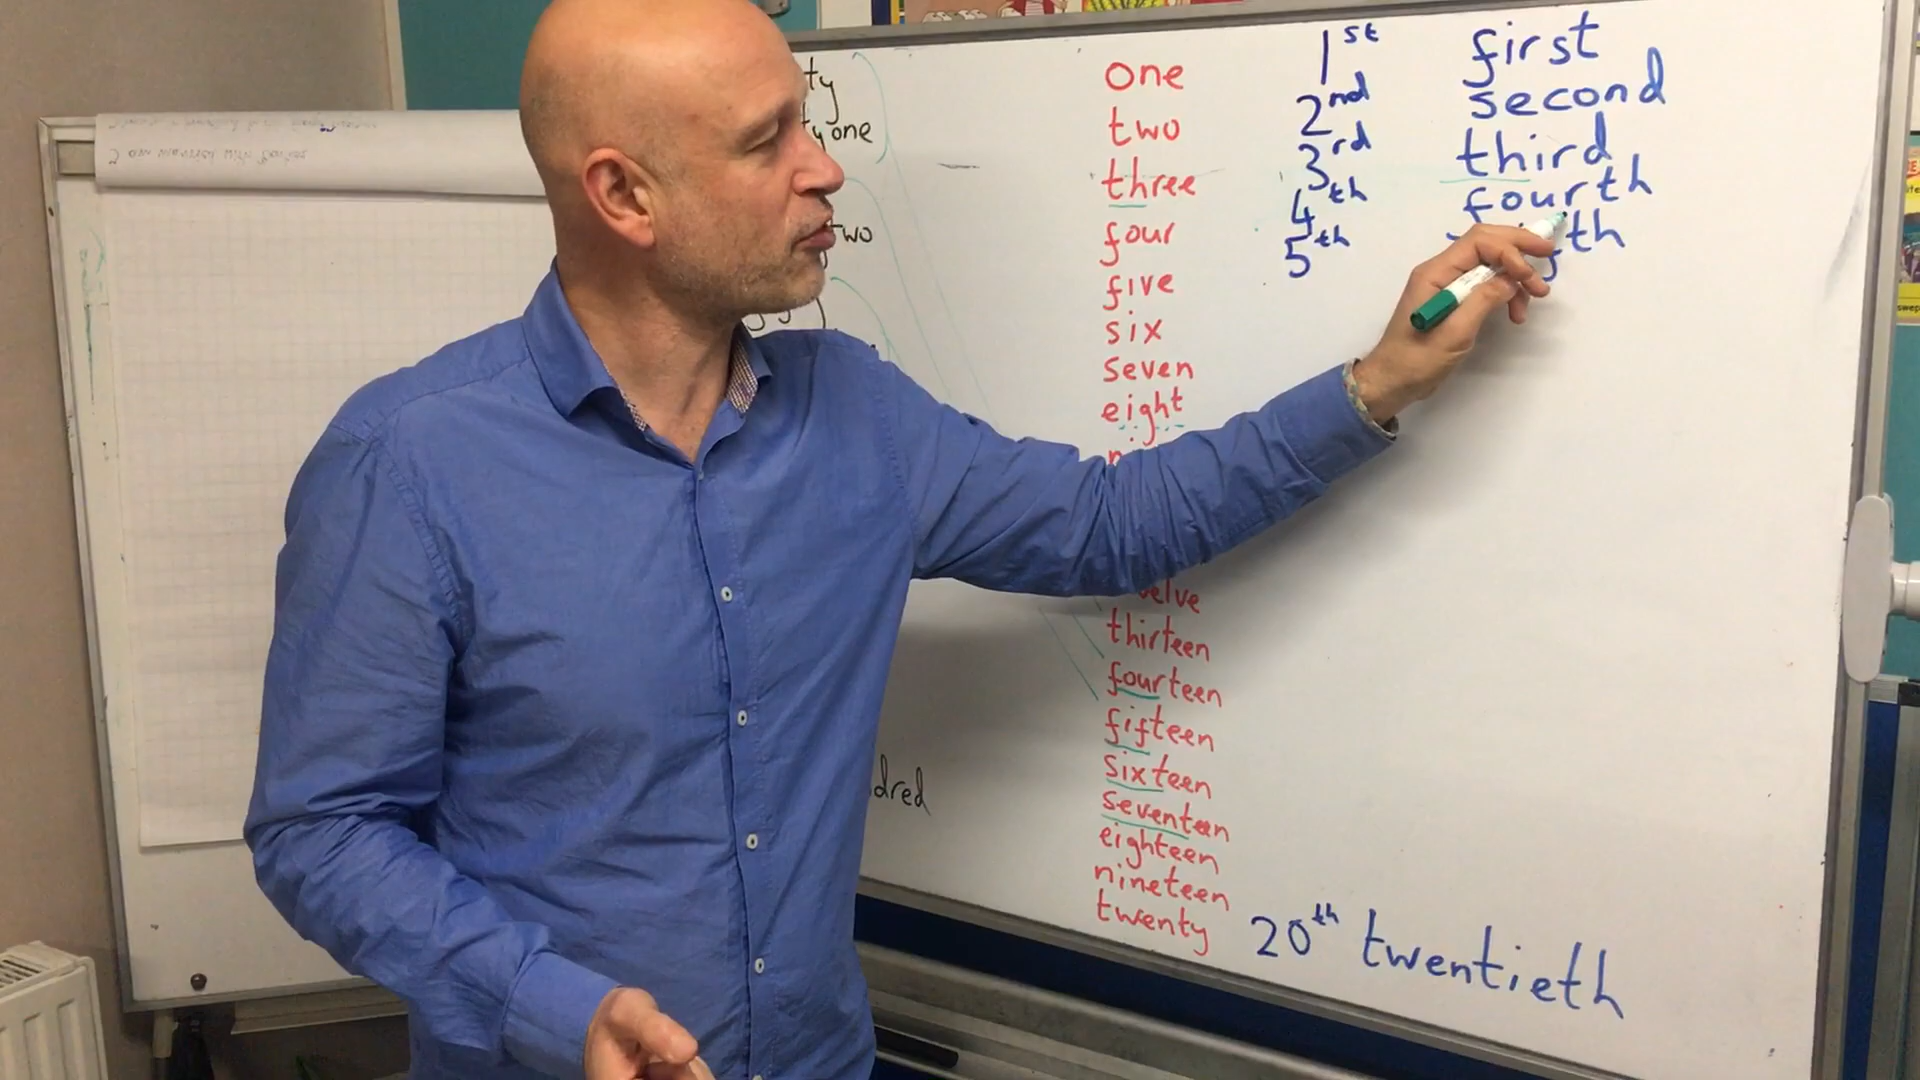 one 1st first
two 2nd second
three 3rd third
four 4th fourth
five 5th
six
seven
eight
thirteen
fourteen
fifteen
sixteen
seventeen
eighteen
nineteen
twenty 20th twentieth